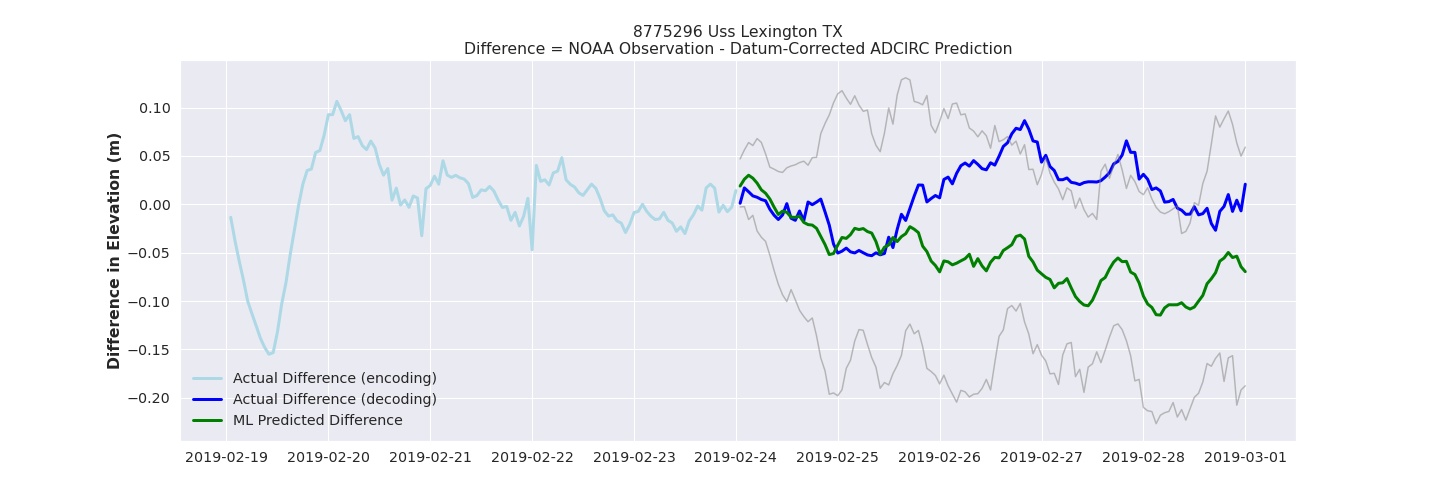 8775296 Uss Lexington TX
Difference = NOAA Observation - Datum-Corrected ADCIRC Prediction
Difference in Elevation (m)
0.10
0.05
0.00
−0.05
−0.10
−0.15
−0.20
Actual Difference (encoding)
Actual Difference (decoding)
ML Predicted Difference
2019-02-19 2019-02-20 2019-02-21 2019-02-22 2019-02-23 2019-02-24 2019-02-25 2019-02-26 2019-02-27 2019-02-28 2019-03-01